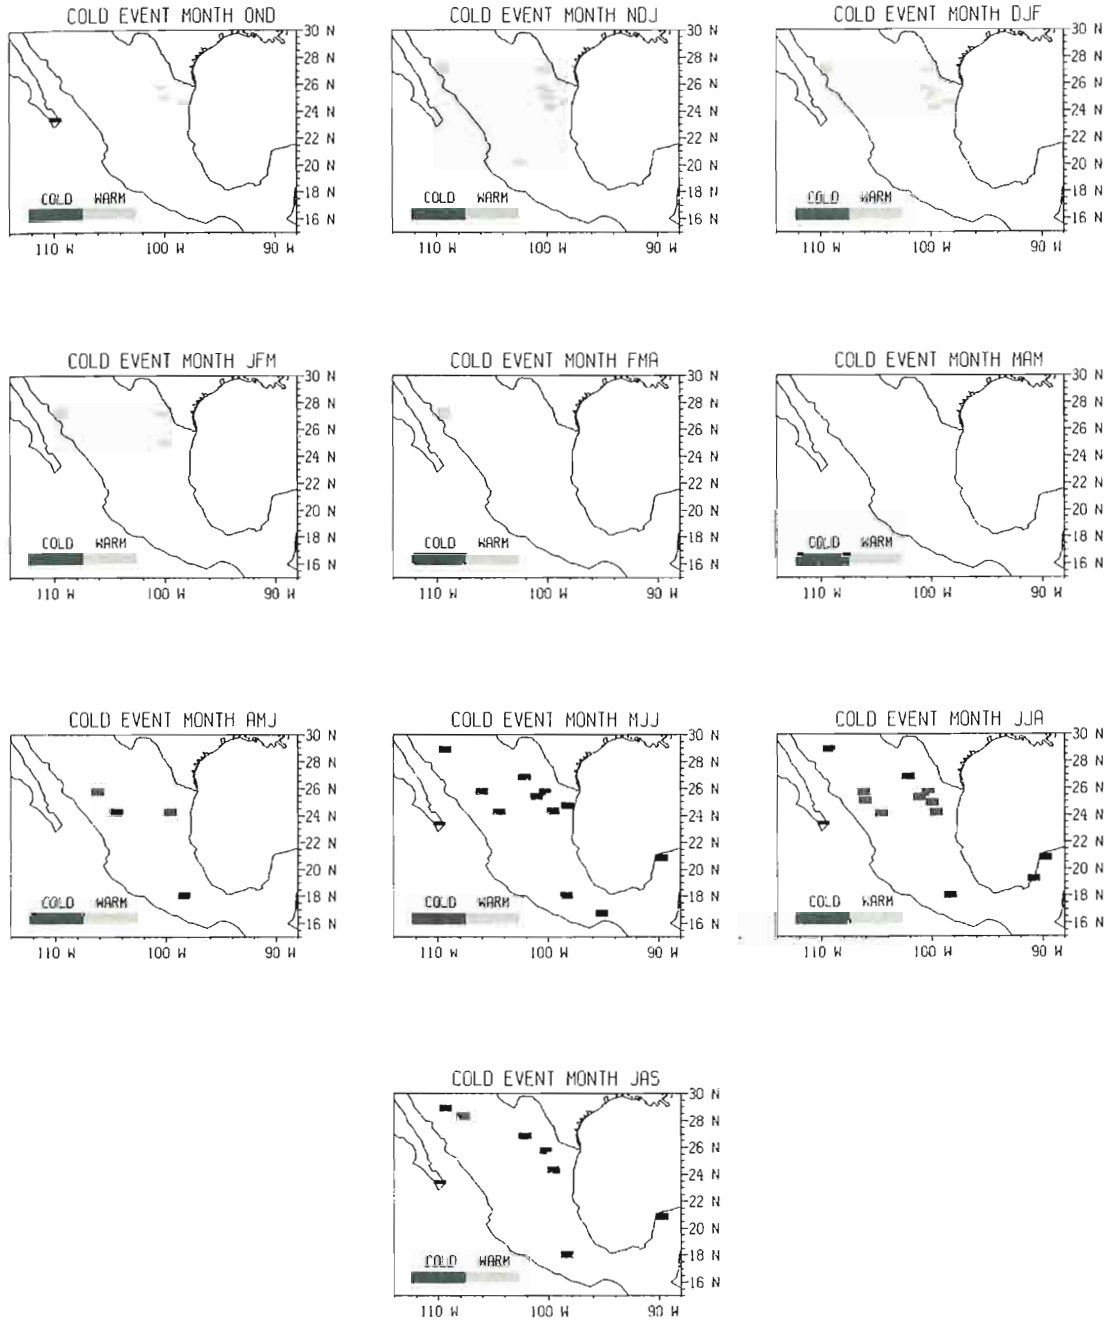 COLD EVENT MONTH OND
30 N
28 N
26 N
24 N
22 N
20 N
18 N
16 N
COLD WARM
110 W 100 W 90 W
COLD EVENT MONTH NDJ
30 N
28 N
26 N
24 N
22 N
20 N
18 N
16 N
COLD WARM
110 W 100 W 90 W
COLD EVENT MONTH DJF
30 N
28 N
26 N
24 N
22 N
20 N
18 N
16 N
COLD WARM
110 W 100 W 90 W
COLD EVENT MONTH JFM
30 N
28 N
26 N
24 N
22 N
20 N
18 N
16 N
COLD WARM
110 W 100 W 90 W
COLD EVENT MONTH FMA
30 N
28 N
26 N
24 N
22 N
20 N
18 N
16 N
COLD WARM
110 W 100 W 90 W
COLD EVENT MONTH MAM
30 N
28 N
26 N
24 N
22 N
20 N
18 N
16 N
COLD WARM
110 W 100 W 90 W
COLD EVENT MONTH AMJ
30 N
28 N
26 N
24 N
22 N
20 N
18 N
16 N
COLD WARM
110 W 100 W 90 W
COLD EVENT MONTH MJJ
30 N
28 N
26 N
24 N
22 N
20 N
18 N
16 N
COLD WARM
110 W 100 W 90 W
COLD EVENT MONTH JJA
30 N
28 N
26 N
24 N
22 N
20 N
18 N
16 N
COLD WARM
110 W 100 W 90 W
COLD EVENT MONTH JAS
30 N
28 N
26 N
24 N
22 N
20 N
18 N
16 N
COLD WARM
110 W 100 W 90 W